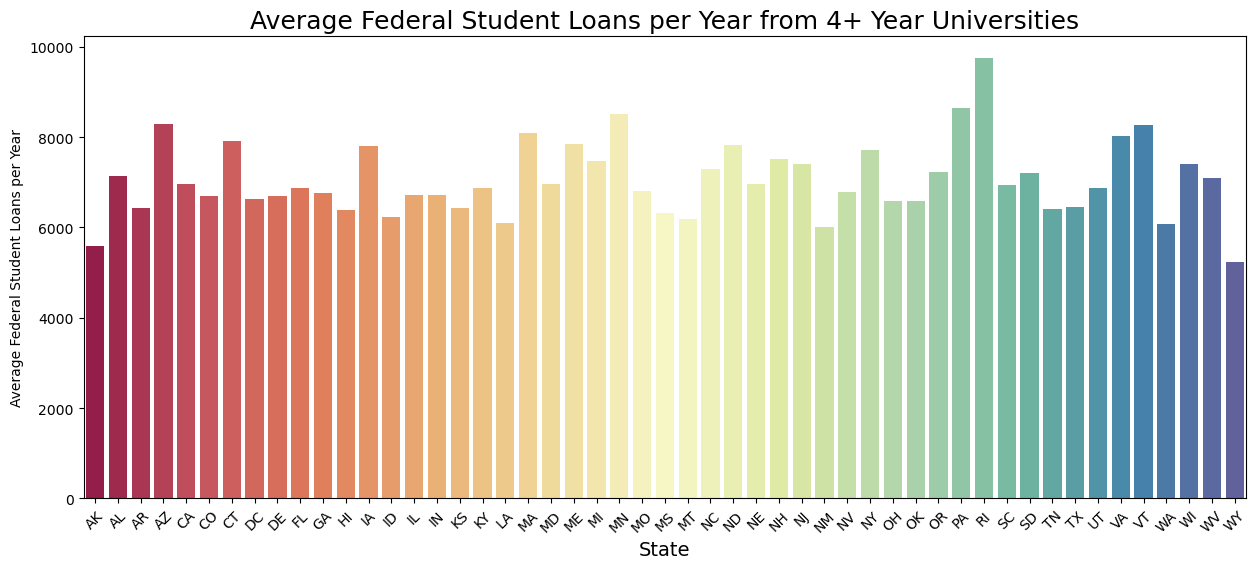 Average Federal Student Loans per Year from 4+ Year Universities
Average Federal Student Loans per Year
10000
8000
6000
4000
2000
0
AK AL AR AZ CA CO CT DC DE FL GA HI IA ID IL IN KS KY LA MA MD ME MI MN MO MS MT NC ND NE NH NJ NM NV NY OH OK OR PA RI SC SD TN TX UT VA VT WA WI WV WY
State